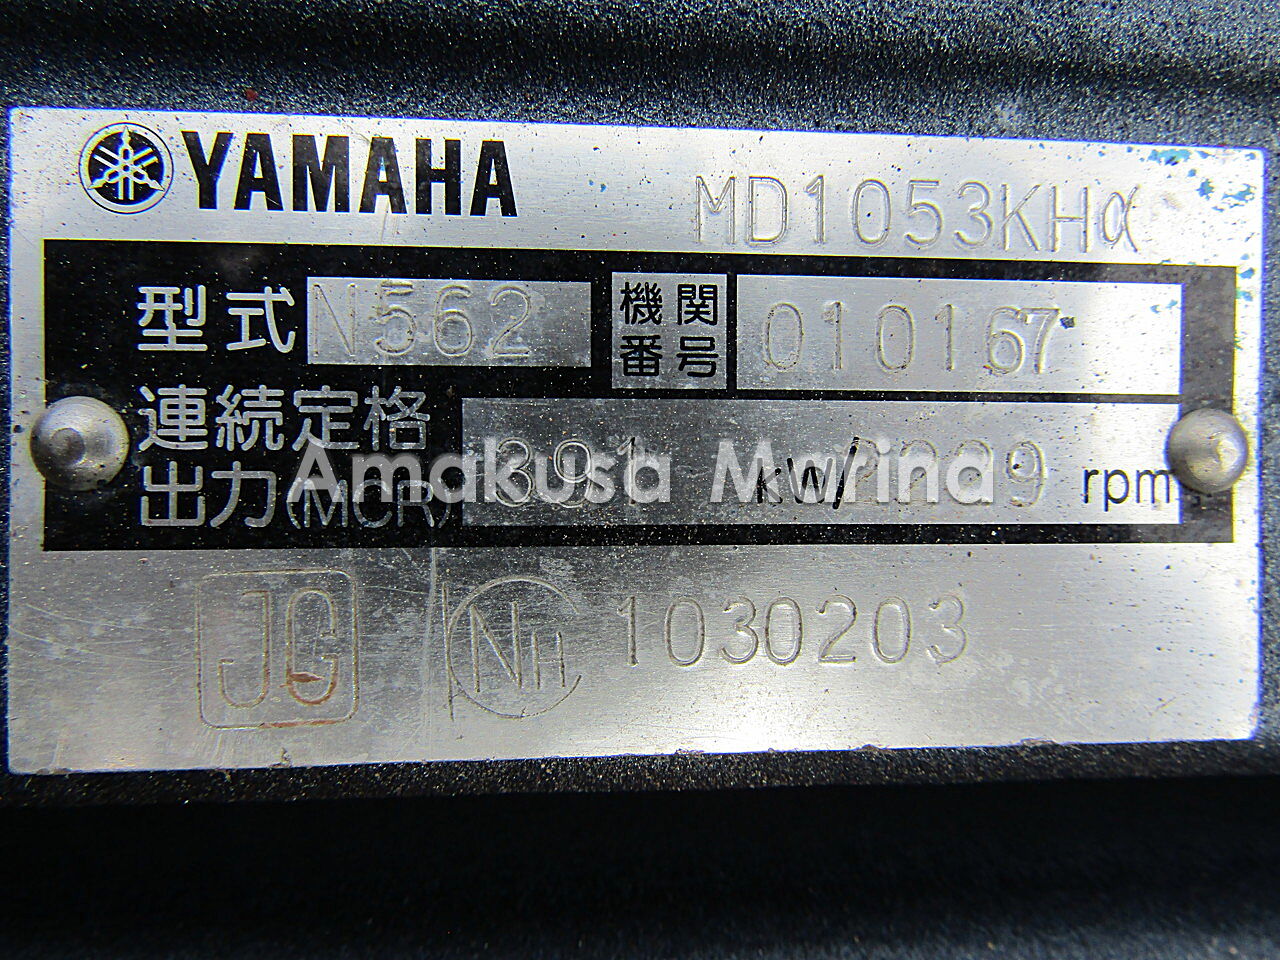 YAMAHA MD1053KHα
型式 N562 機関番号 010167
連続定格出力(MCR) kW/ rpm
Amakusa Marina
JG NH 1030203